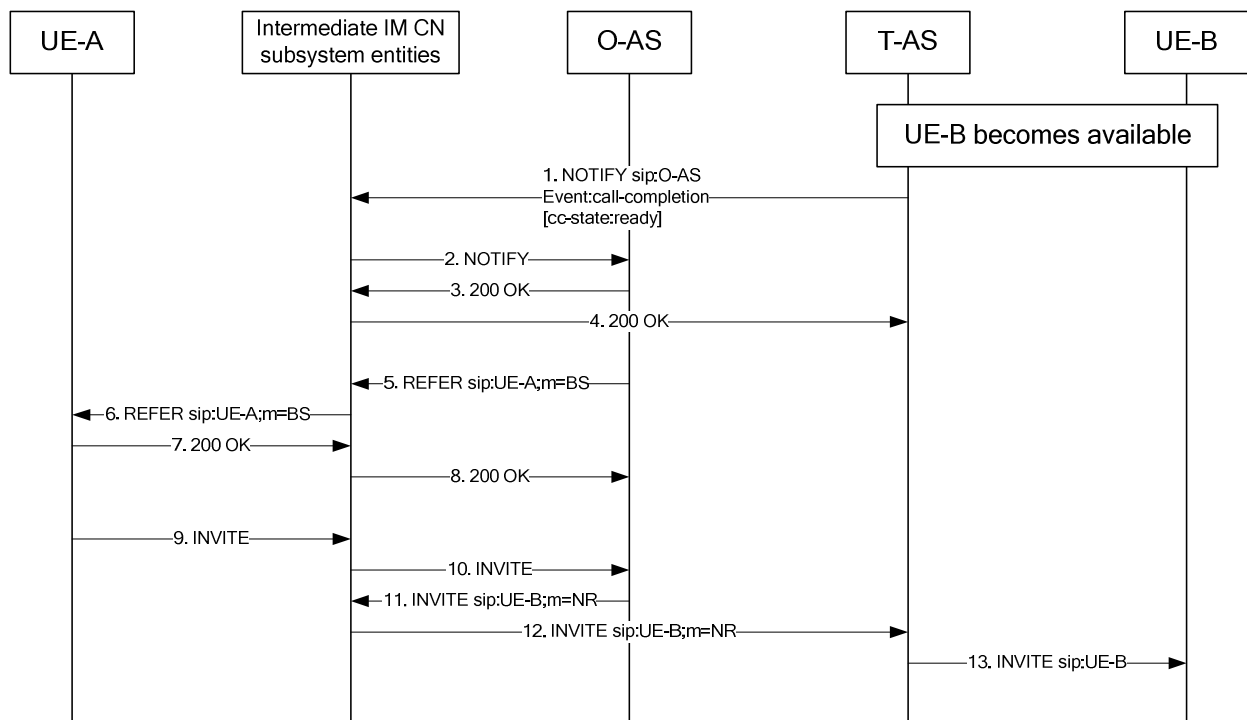 UE-A
Intermediate IM CN
subsystem entities
O-AS
T-AS
UE-B
UE-B becomes available
1. NOTIFY sip:O-AS
Event:call-completion
[cc-state:ready]
2. NOTIFY
3. 200 OK
4. 200 OK
5. REFER sip:UE-A;m=BS
6. REFER sip:UE-A;m=BS
7. 200 OK
8. 200 OK
9. INVITE
10. INVITE
11. INVITE sip:UE-B;m=NR
12. INVITE sip:UE-B;m=NR
13. INVITE sip:UE-B